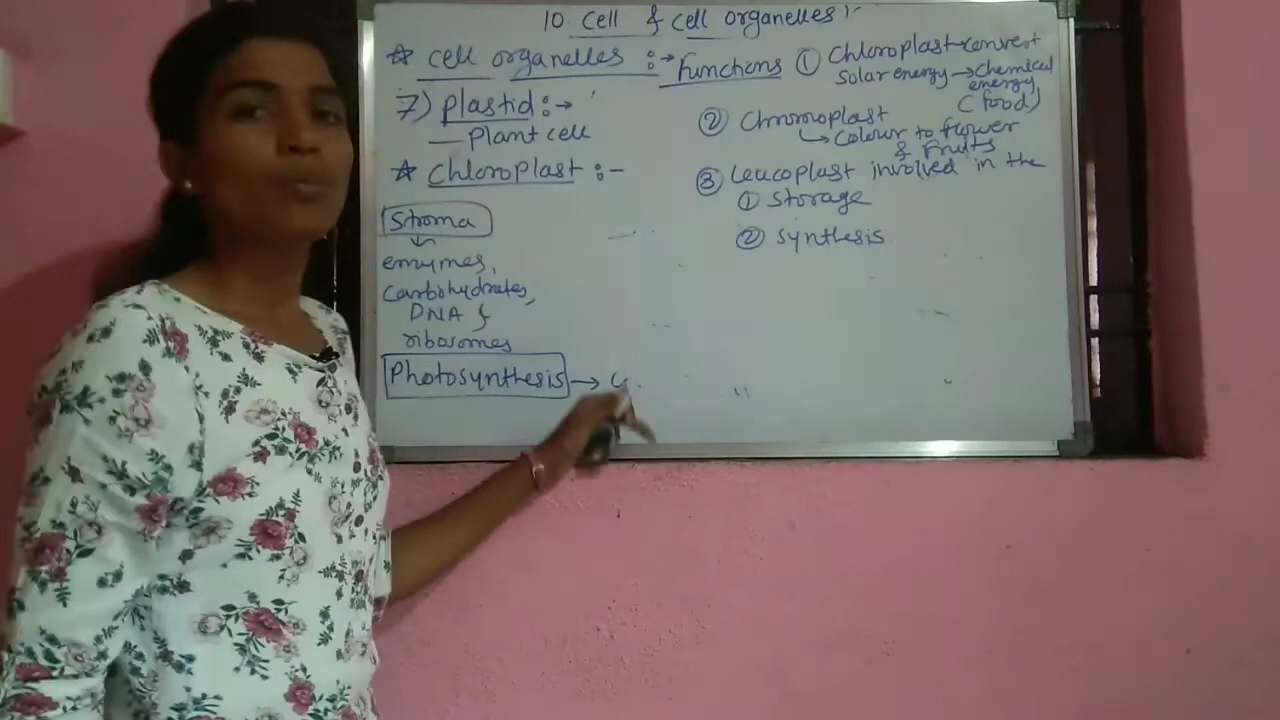 10 cell & cell organelles :-
☆ cell organelles :→ Functions
7) plastid :→
— Plant cell
☆ Chloroplast :-
Stroma
enzymes,
carbohydrates,
DNA &
ribosomes
Photosynthesis →
① Chloroplast-convert
solar energy → chemical
energy
(food)
② Chromoplast
↳ Colour to flower
& Fruits
③ Leucoplast involved in the
① storage
② synthesis